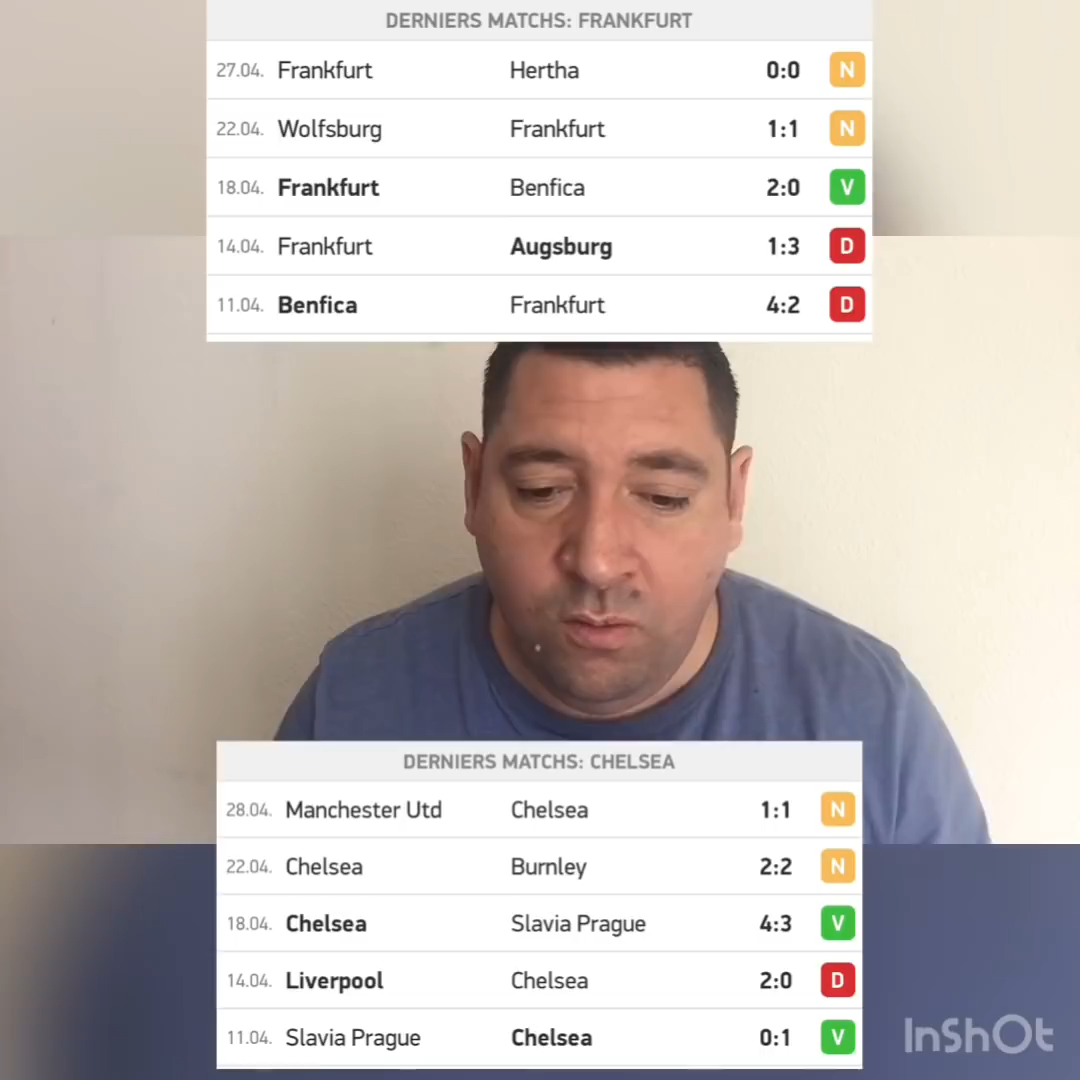 DERNIERS MATCHS: FRANKFURT
27.04. Frankfurt Hertha 0:0 N
22.04. Wolfsburg Frankfurt 1:1 N
18.04. Frankfurt Benfica 2:0 V
14.04. Frankfurt Augsburg 1:3 D
11.04. Benfica Frankfurt 4:2 D
DERNIERS MATCHS: CHELSEA
28.04. Manchester Utd Chelsea 1:1 N
22.04. Chelsea Burnley 2:2 N
18.04. Chelsea Slavia Prague 4:3 V
14.04. Liverpool Chelsea 2:0 D
11.04. Slavia Prague Chelsea 0:1 V
InShOt